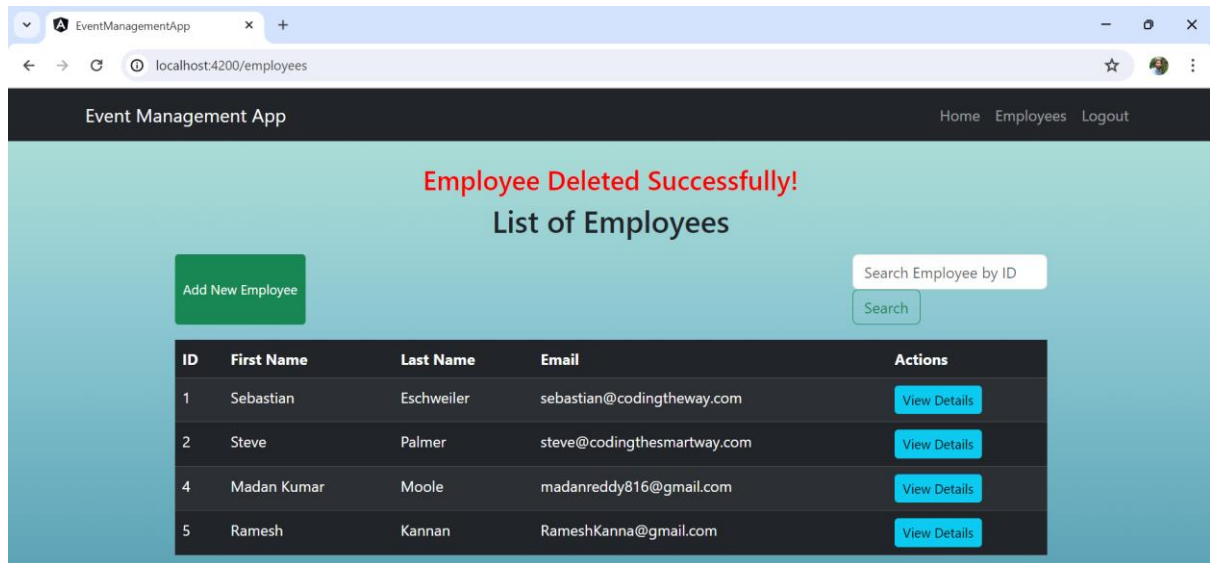 EventManagementApp
localhost:4200/employees
Event Management App Home Employees Logout
Employee Deleted Successfully!
List of Employees
Add New Employee
Search Employee by ID
Search
ID First Name Last Name Email Actions
1 Sebastian Eschweiler sebastian@codingtheway.com View Details
2 Steve Palmer steve@codingthesmartway.com View Details
4 Madan Kumar Moole madanreddy816@gmail.com View Details
5 Ramesh Kannan RameshKanna@gmail.com View Details